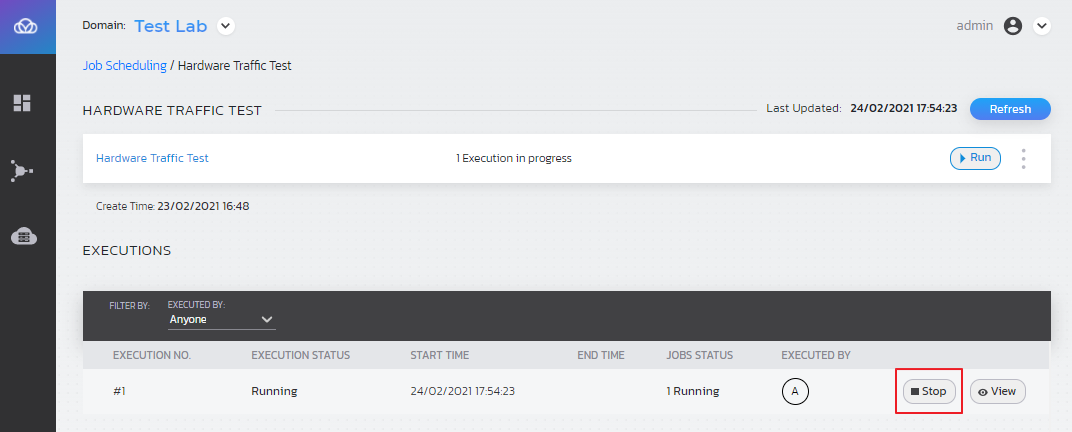 Domain: Test Lab admin
Job Scheduling / Hardware Traffic Test
HARDWARE TRAFFIC TEST Last Updated: 24/02/2021 17:54:23 Refresh
Hardware Traffic Test 1 Execution in progress Run
Create Time: 23/02/2021 16:48
EXECUTIONS
FILTER BY: EXECUTED BY:
Anyone
EXECUTION NO. EXECUTION STATUS START TIME END TIME JOBS STATUS EXECUTED BY
#1 Running 24/02/2021 17:54:23 1 Running A Stop View